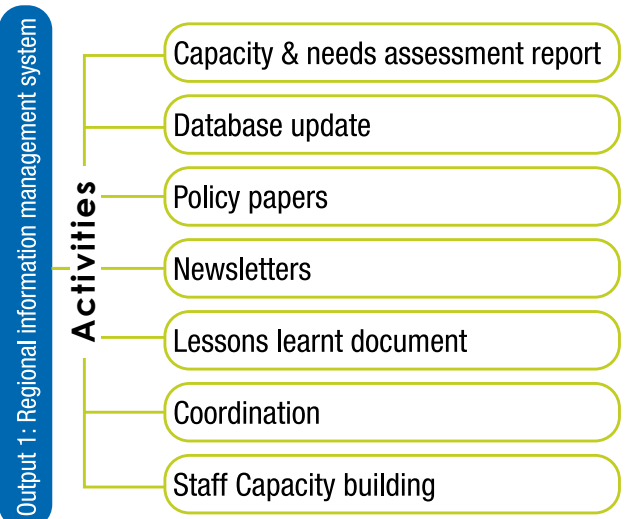 Output 1: Regional information management system
Activities
Capacity & needs assessment report
Database update
Policy papers
Newsletters
Lessons learnt document
Coordination
Staff Capacity building